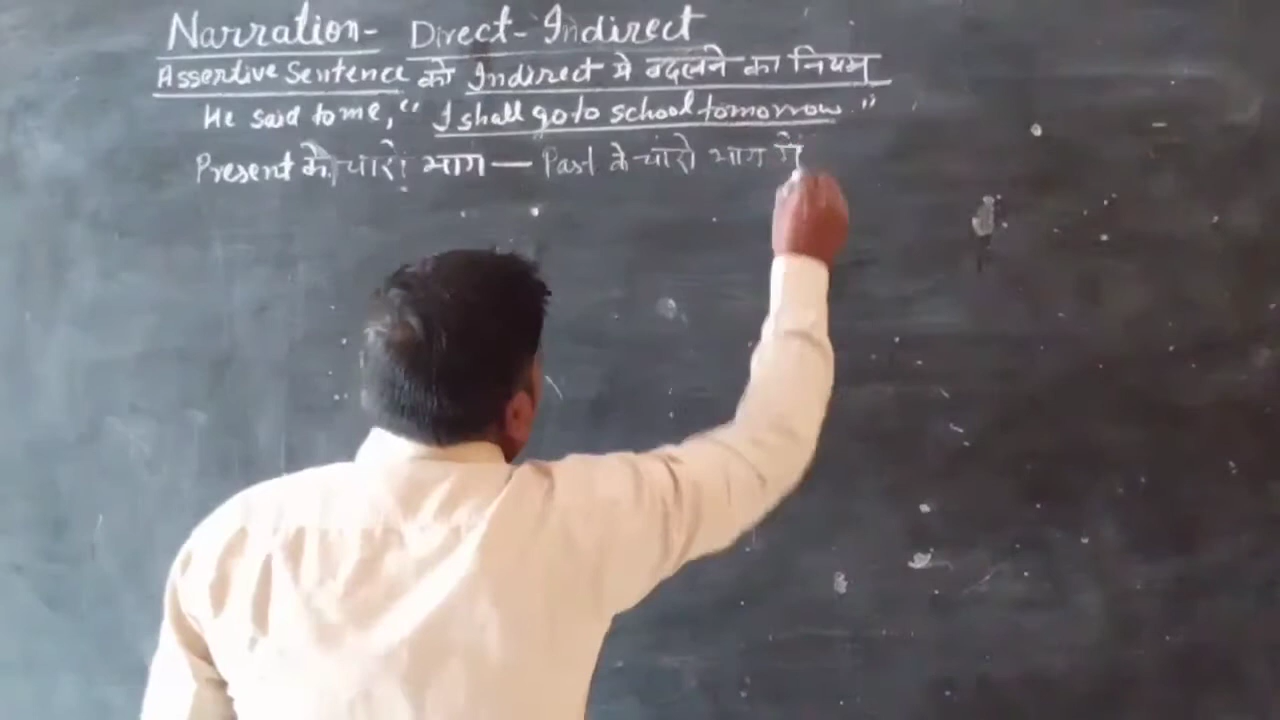 Narration- Direct-Indirect
Assertive Sentence को Indirect मे बदलने का नियम
He said to me, “ I shall go to school tomorrow ”
Present के चारो भाग — Past के चारो भाग में